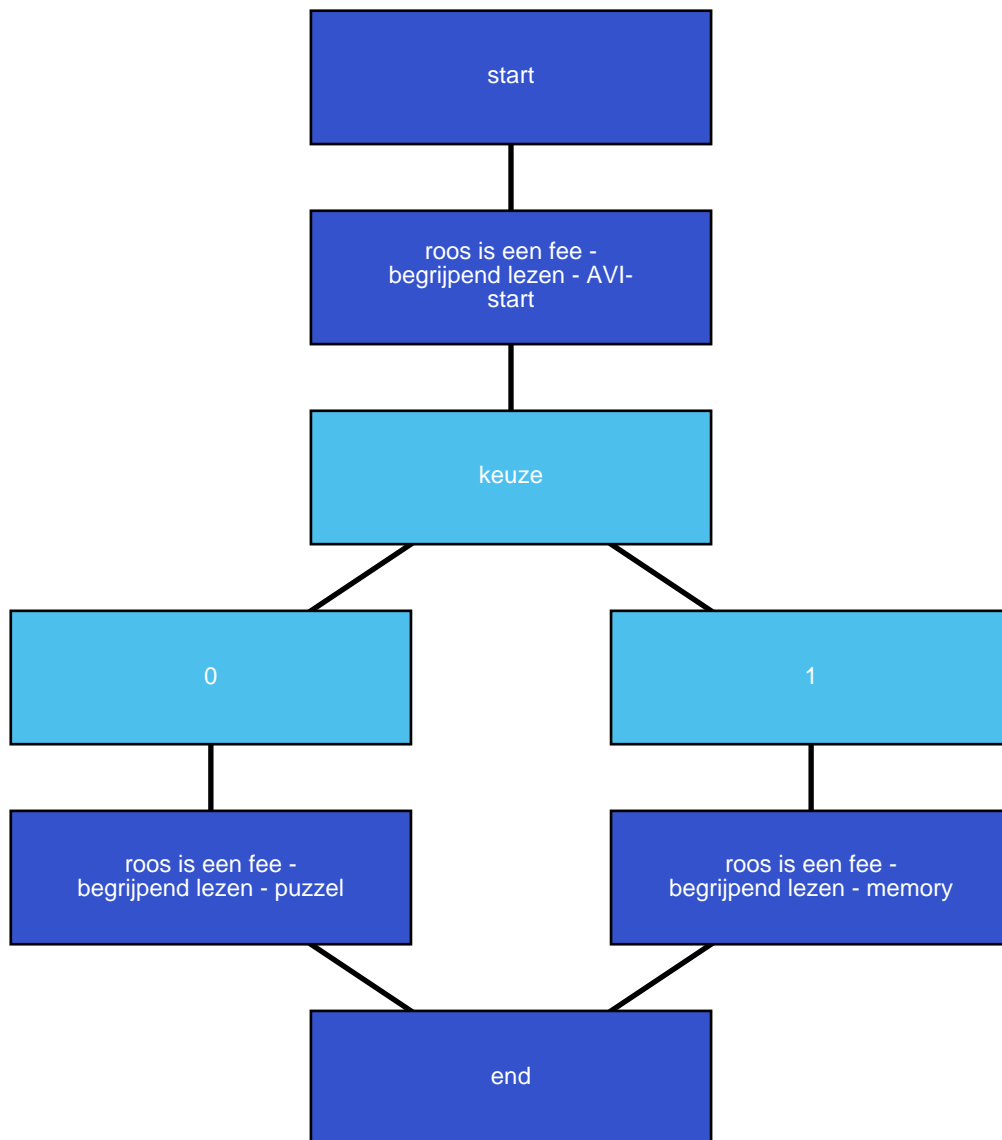 start
roos is een fee -
begrijpend lezen - AVI-
start
keuze
0
1
roos is een fee -
begrijpend lezen - puzzel
roos is een fee -
begrijpend lezen - memory
end